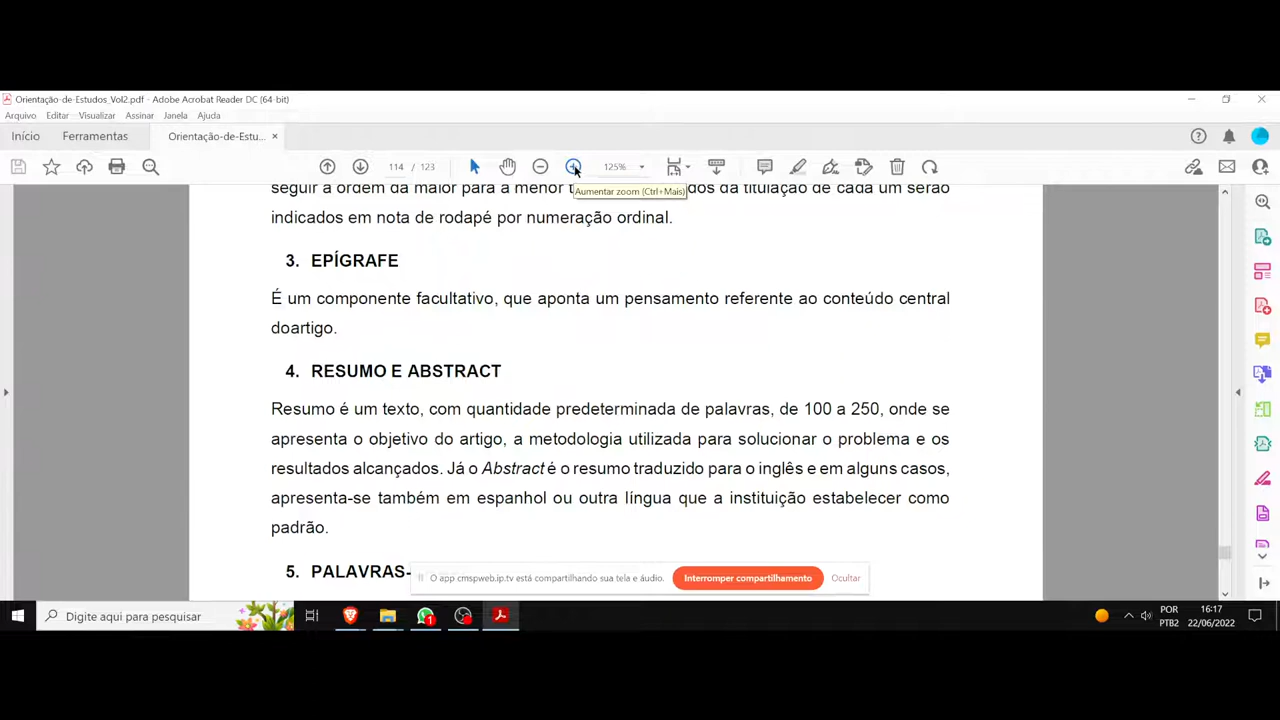 Orientação-de-Estudos_Vol2.pdf - Adobe Acrobat Reader DC (64-bit)
Arquivo Editar Visualizar Assinar Janela Ajuda
Início Ferramentas Orientação-de-Estu...
114 / 123 125%
Aumentar zoom (Ctrl+Mais)
seguir a ordem da maior para a menor dos da titulação de cada um serão
indicados em nota de rodapé por numeração ordinal.
3. EPÍGRAFE
É um componente facultativo, que aponta um pensamento referente ao conteúdo central
doartigo.
4. RESUMO E ABSTRACT
Resumo é um texto, com quantidade predeterminada de palavras, de 100 a 250, onde se
apresenta o objetivo do artigo, a metodologia utilizada para solucionar o problema e os
resultados alcançados. Já o Abstract é o resumo traduzido para o inglês e em alguns casos,
apresenta-se também em espanhol ou outra língua que a instituição estabelecer como
padrão.
5. PALAVRAS-
O app cmspweb.ip.tv está compartilhando sua tela e áudio. Interromper compartilhamento Ocultar
Digite aqui para pesquisar
1
POR
PTB2
16:17
22/06/2022